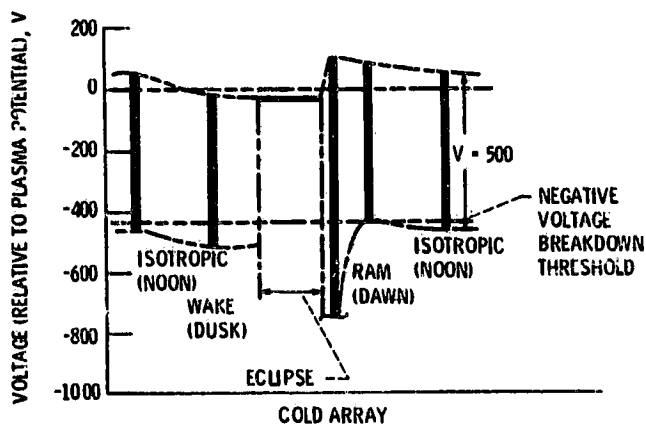 VOLTAGE (RELATIVE TO PLASMA POTENTIAL), V
200
0
-200
-400
-600
-800
-1000
V = 500
NEGATIVE
VOLTAGE
BREAKDOWN
THRESHOLD
ISOTROPIC
(NOON)
WAKE
(DUSK)
RAM
(DAWN)
ISOTROPIC
(NOON)
ECLIPSE
COLD ARRAY